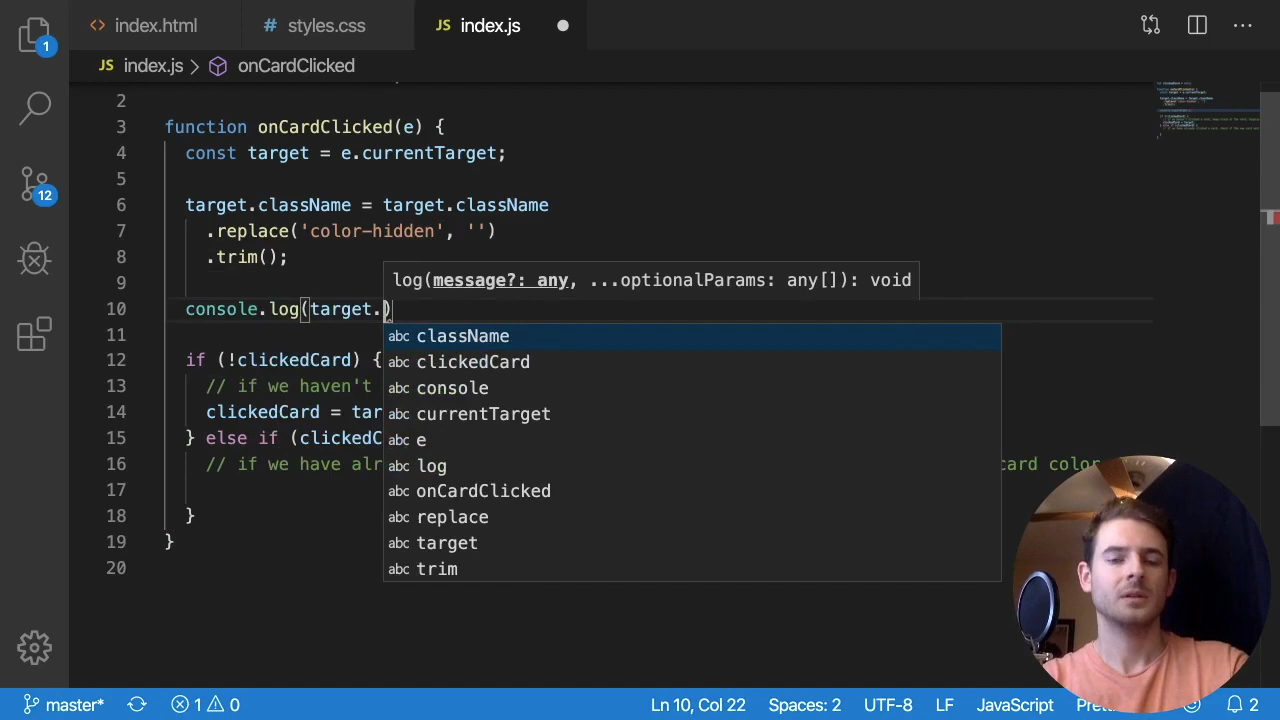 1
index.html
# styles.css
JS index.js
JS index.js > onCardClicked
2
3 function onCardClicked(e) {
4 const target = e.currentTarget;
5
6 target.className = target.className
7 .replace('color-hidden', '')
8 .trim();
9
log(message?: any, ...optionalParams: any[]): void
10 console.log(target.)
11
abc className
12 if (!clickedCard) {
abc clickedCard
13 // if we haven't
abc console
14 clickedCard = tar
abc currentTarget
15 } else if (clickedC
abc e
16 // if we have alr
abc log
card color
17
abc onCardClicked
18 }
abc replace
19 }
abc target
20
abc trim
12
master* 1 0 Ln 10, Col 22 Spaces: 2 UTF-8 LF JavaScript 2